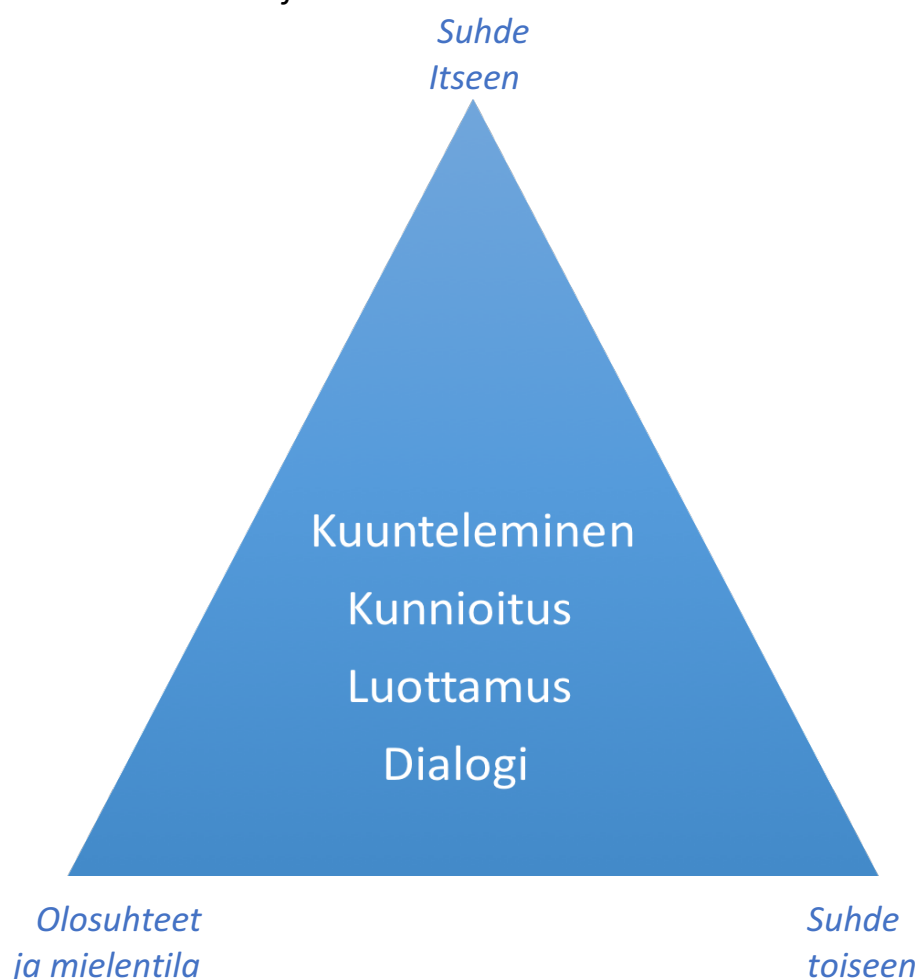 Suhde
Itseen
Kuunteleminen
Kunnioitus
Luottamus
Dialogi
Olosuhteet
ja mielentila
Suhde
toiseen